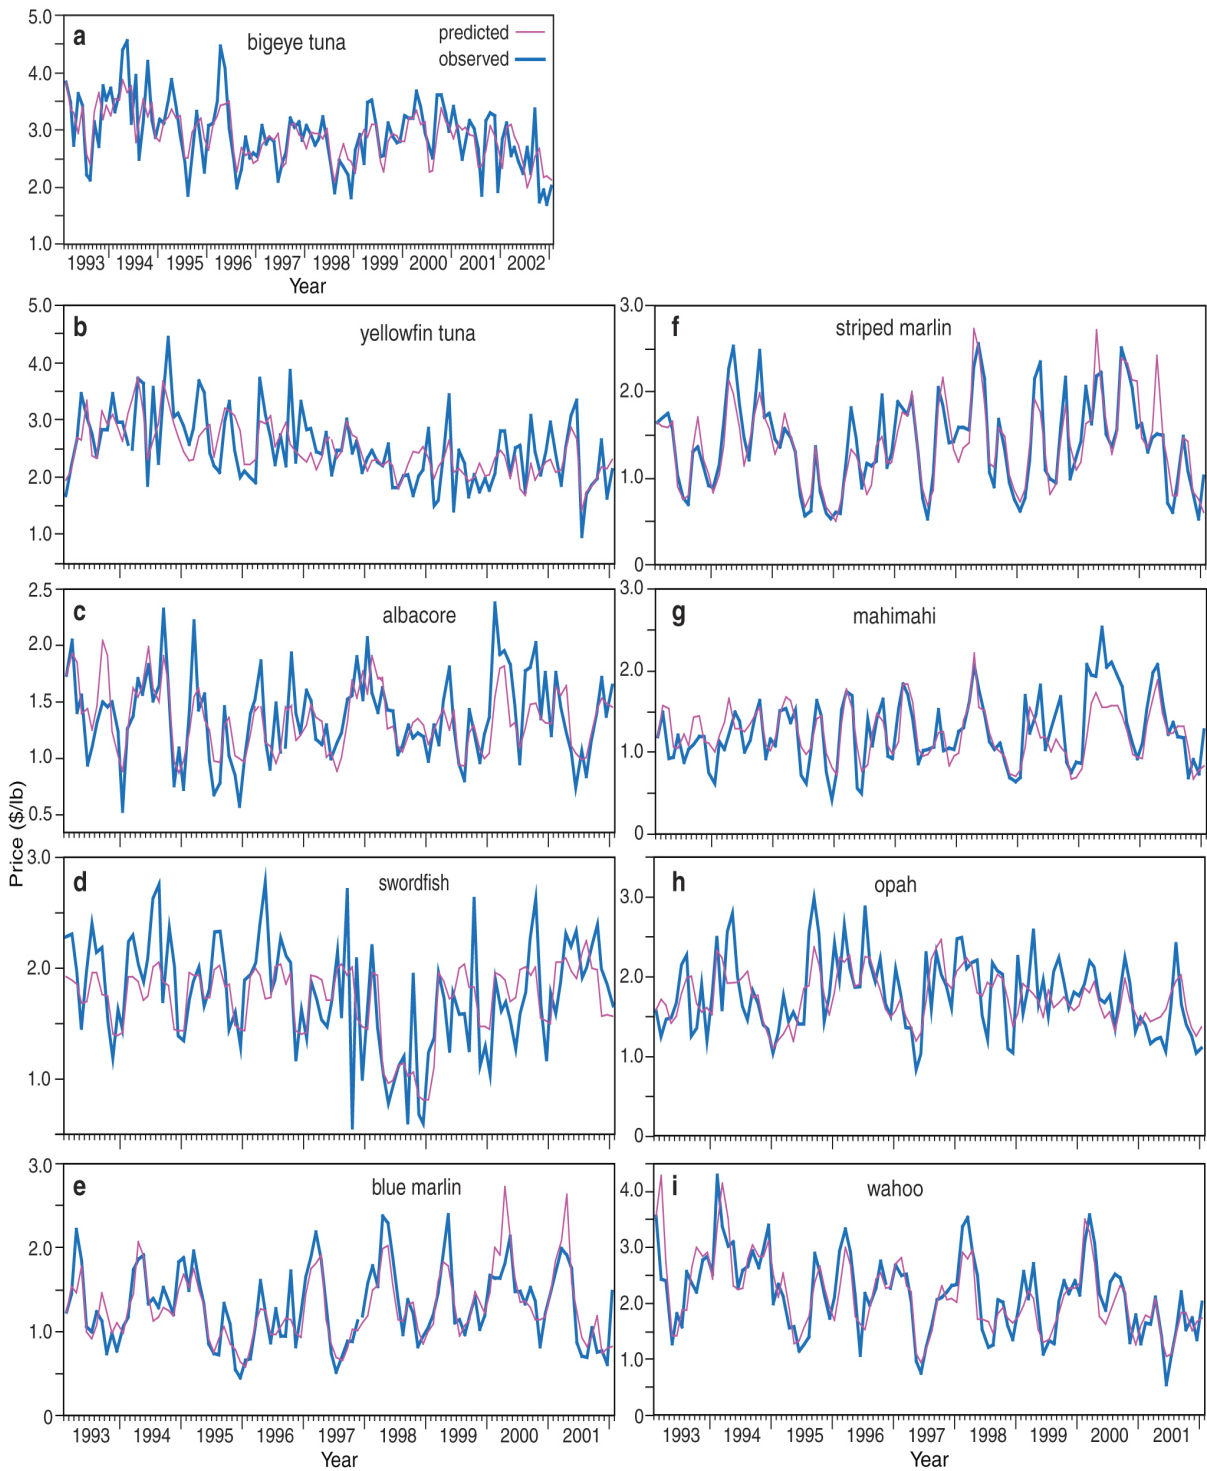 5.0
4.0
3.0
2.0
1.0
a
bigeye tuna
predicted
observed
1993 1994 1995 1996 1997 1998 1999 2000 2001 2002
Year
Price ($/lb)
5.0
4.0
3.0
2.0
1.0
b
yellowfin tuna
3.0
2.0
1.0
0
f
striped marlin
2.5
2.0
1.5
1.0
0.5
c
albacore
3.0
2.0
1.0
0
g
mahimahi
3.0
2.0
1.0
d
swordfish
3.0
2.0
1.0
0
h
opah
3.0
2.0
1.0
0
e
blue marlin
1993 1994 1995 1996 1997 1998 1999 2000 2001
Year
4.0
3.0
2.0
1.0
0
i
wahoo
1993 1994 1995 1996 1997 1998 1999 2000 2001
Year